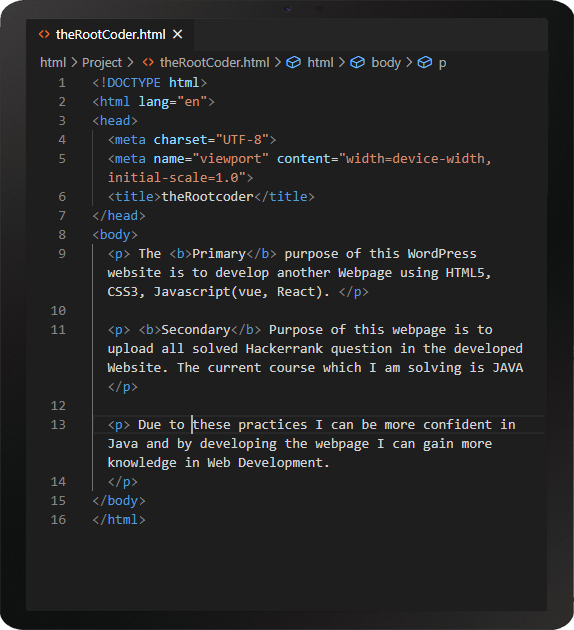 theRootCoder.html
html > Project > theRootCoder.html > html > body > p
1 <!DOCTYPE html>
2 <html lang="en">
3 <head>
4 <meta charset="UTF-8">
5 <meta name="viewport" content="width=device-width,
initial-scale=1.0">
6 <title>theRootcoder</title>
7 </head>
8 <body>
9 <p> The <b>Primary</b> purpose of this WordPress
website is to develop another Webpage using HTML5,
CSS3, Javascript(vue, React). </p>
10
11 <p> <b>Secondary</b> Purpose of this webpage is to
upload all solved Hackerrank question in the developed
Website. The current course which I am solving is JAVA
</p>
12
13 <p> Due to these practices I can be more confident in
Java and by developing the webpage I can gain more
knowledge in Web Development.
14 </p>
15 </body>
16 </html>